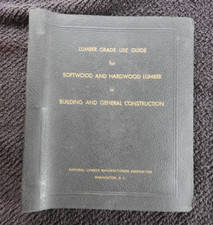 LUMBER GRADE-USE GUIDE
for
SOFTWOOD AND HARDWOOD LUMBER
in
BUILDING AND GENERAL CONSTRUCTION
NATIONAL LUMBER MANUFACTURERS ASSOCIATION
WASHINGTON, D. C.